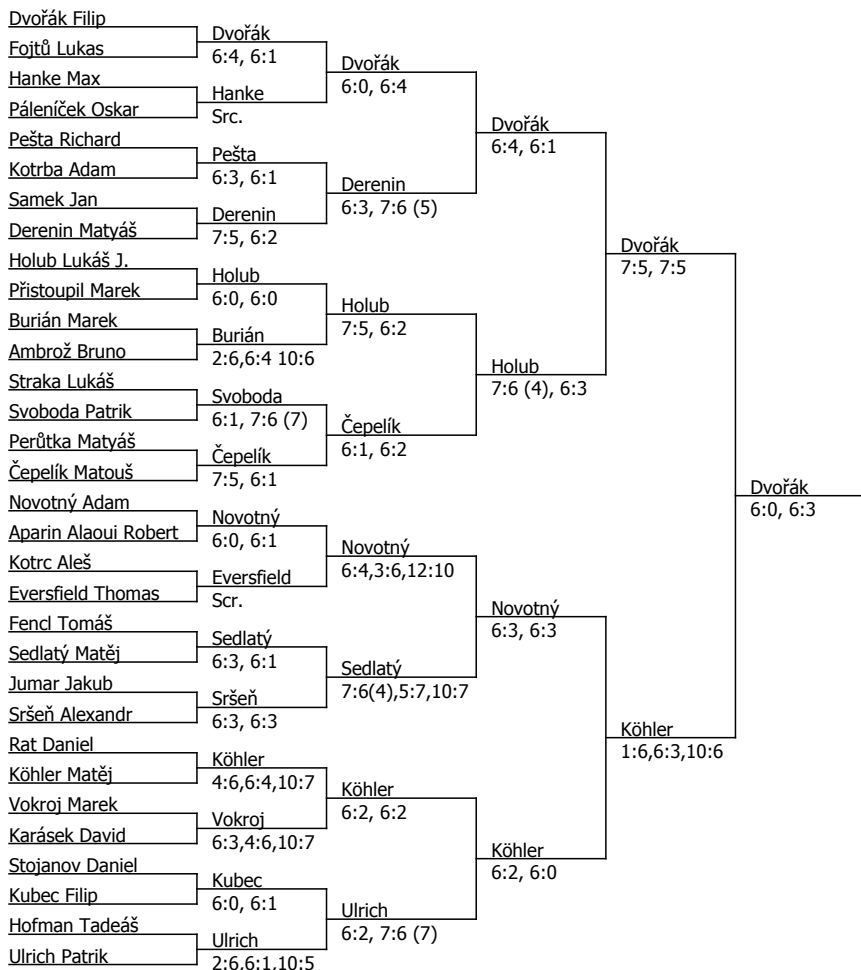 Dvořák Filip
Fojtů Lukas
Hanke Max
Páleníček Oskar
Pešta Richard
Kotrba Adam
Samek Jan
Derenin Matyáš
Holub Lukáš J.
Přistoupil Marek
Burián Marek
Ambrož Bruno
Straka Lukáš
Svoboda Patrik
Perůtka Matyáš
Čepelík Matouš
Novotný Adam
Aparin Alaoui Robert
Kotrc Aleš
Eversfield Thomas
Fencl Tomáš
Sedlatý Matěj
Jumar Jakub
Sršeň Alexandr
Rat Daniel
Köhler Matěj
Vokroj Marek
Karásek David
Stojanov Daniel
Kubec Filip
Hofman Tadeáš
Ulrich Patrik
Dvořák
6:4, 6:1
Hanke
Src.
Pešta
6:3, 6:1
Derenin
7:5, 6:2
Holub
6:0, 6:0
Burián
2:6,6:4 10:6
Svoboda
6:1, 7:6 (7)
Čepelík
7:5, 6:1
Novotný
6:0, 6:1
Eversfield
Scr.
Sedlatý
6:3, 6:1
Sršeň
6:3, 6:3
Köhler
4:6,6:4,10:7
Vokroj
6:3,4:6,10:7
Kubec
6:0, 6:1
Ulrich
2:6,6:1,10:5
Dvořák
6:0, 6:4
Derenin
6:3, 7:6 (5)
Holub
7:5, 6:2
Čepelík
6:1, 6:2
Novotný
6:4,3:6,12:10
Sedlatý
7:6(4),5:7,10:7
Köhler
6:2, 6:2
Ulrich
6:2, 7:6 (7)
Dvořák
6:4, 6:1
Holub
7:6 (4), 6:3
Novotný
6:3, 6:3
Köhler
6:2, 6:0
Dvořák
7:5, 7:5
Köhler
1:6,6:3,10:6
Dvořák
6:0, 6:3